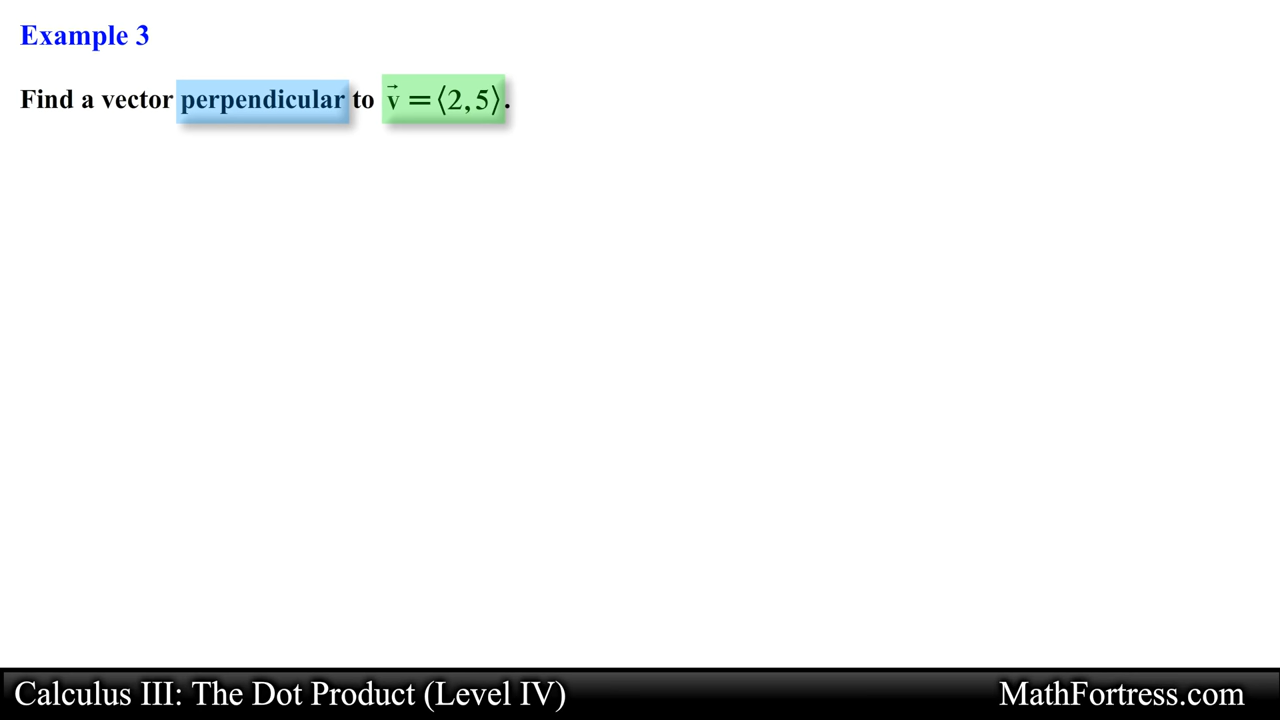 Example 3
Find a vector perpendicular to v⃗ = ⟨2, 5⟩.
Calculus III: The Dot Product (Level IV)
MathFortress.com